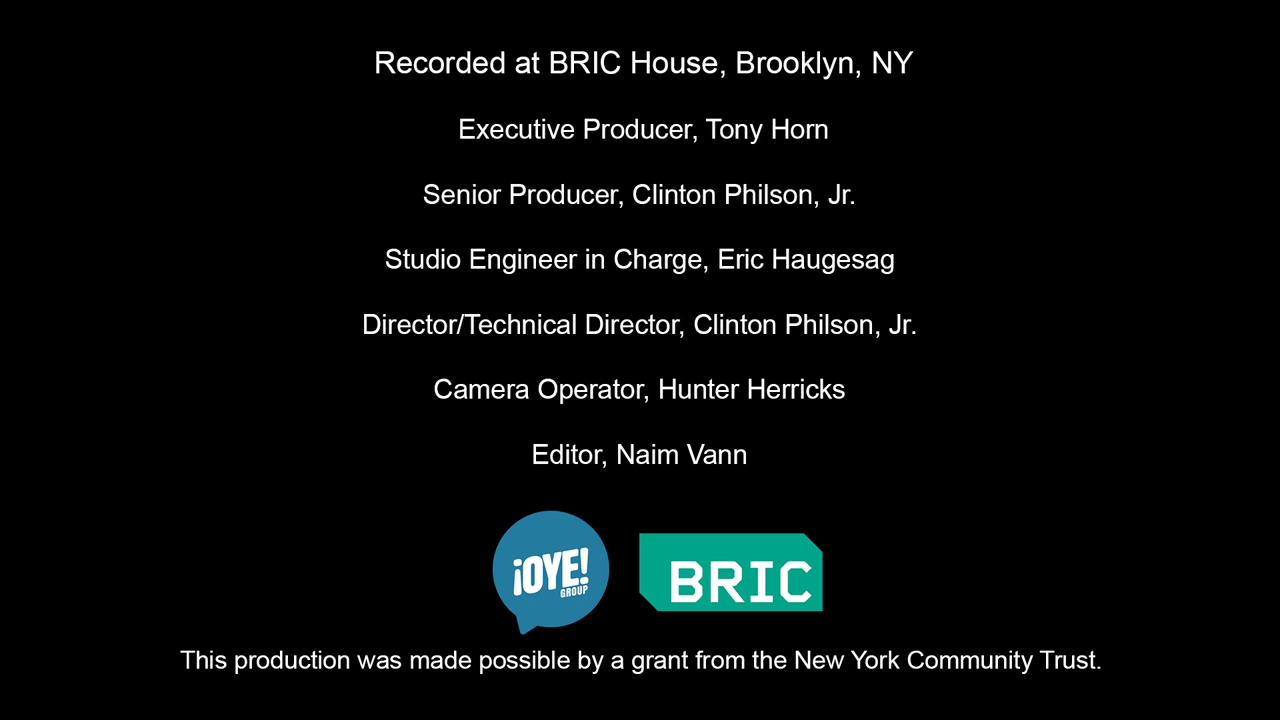 Recorded at BRIC House, Brooklyn, NY
Executive Producer, Tony Horn
Senior Producer, Clinton Philson, Jr.
Studio Engineer in Charge, Eric Haugesag
Director/Technical Director, Clinton Philson, Jr.
Camera Operator, Hunter Herricks
Editor, Naim Vann
¡OYE!
GROUP
BRIC
This production was made possible by a grant from the New York Community Trust.